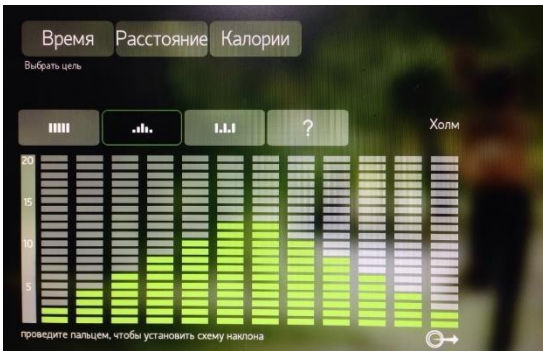 Время Расстояние Калории
Выбрать цель
?
Холм
20
15
10
5
проведите пальцем, чтобы установить схему наклона